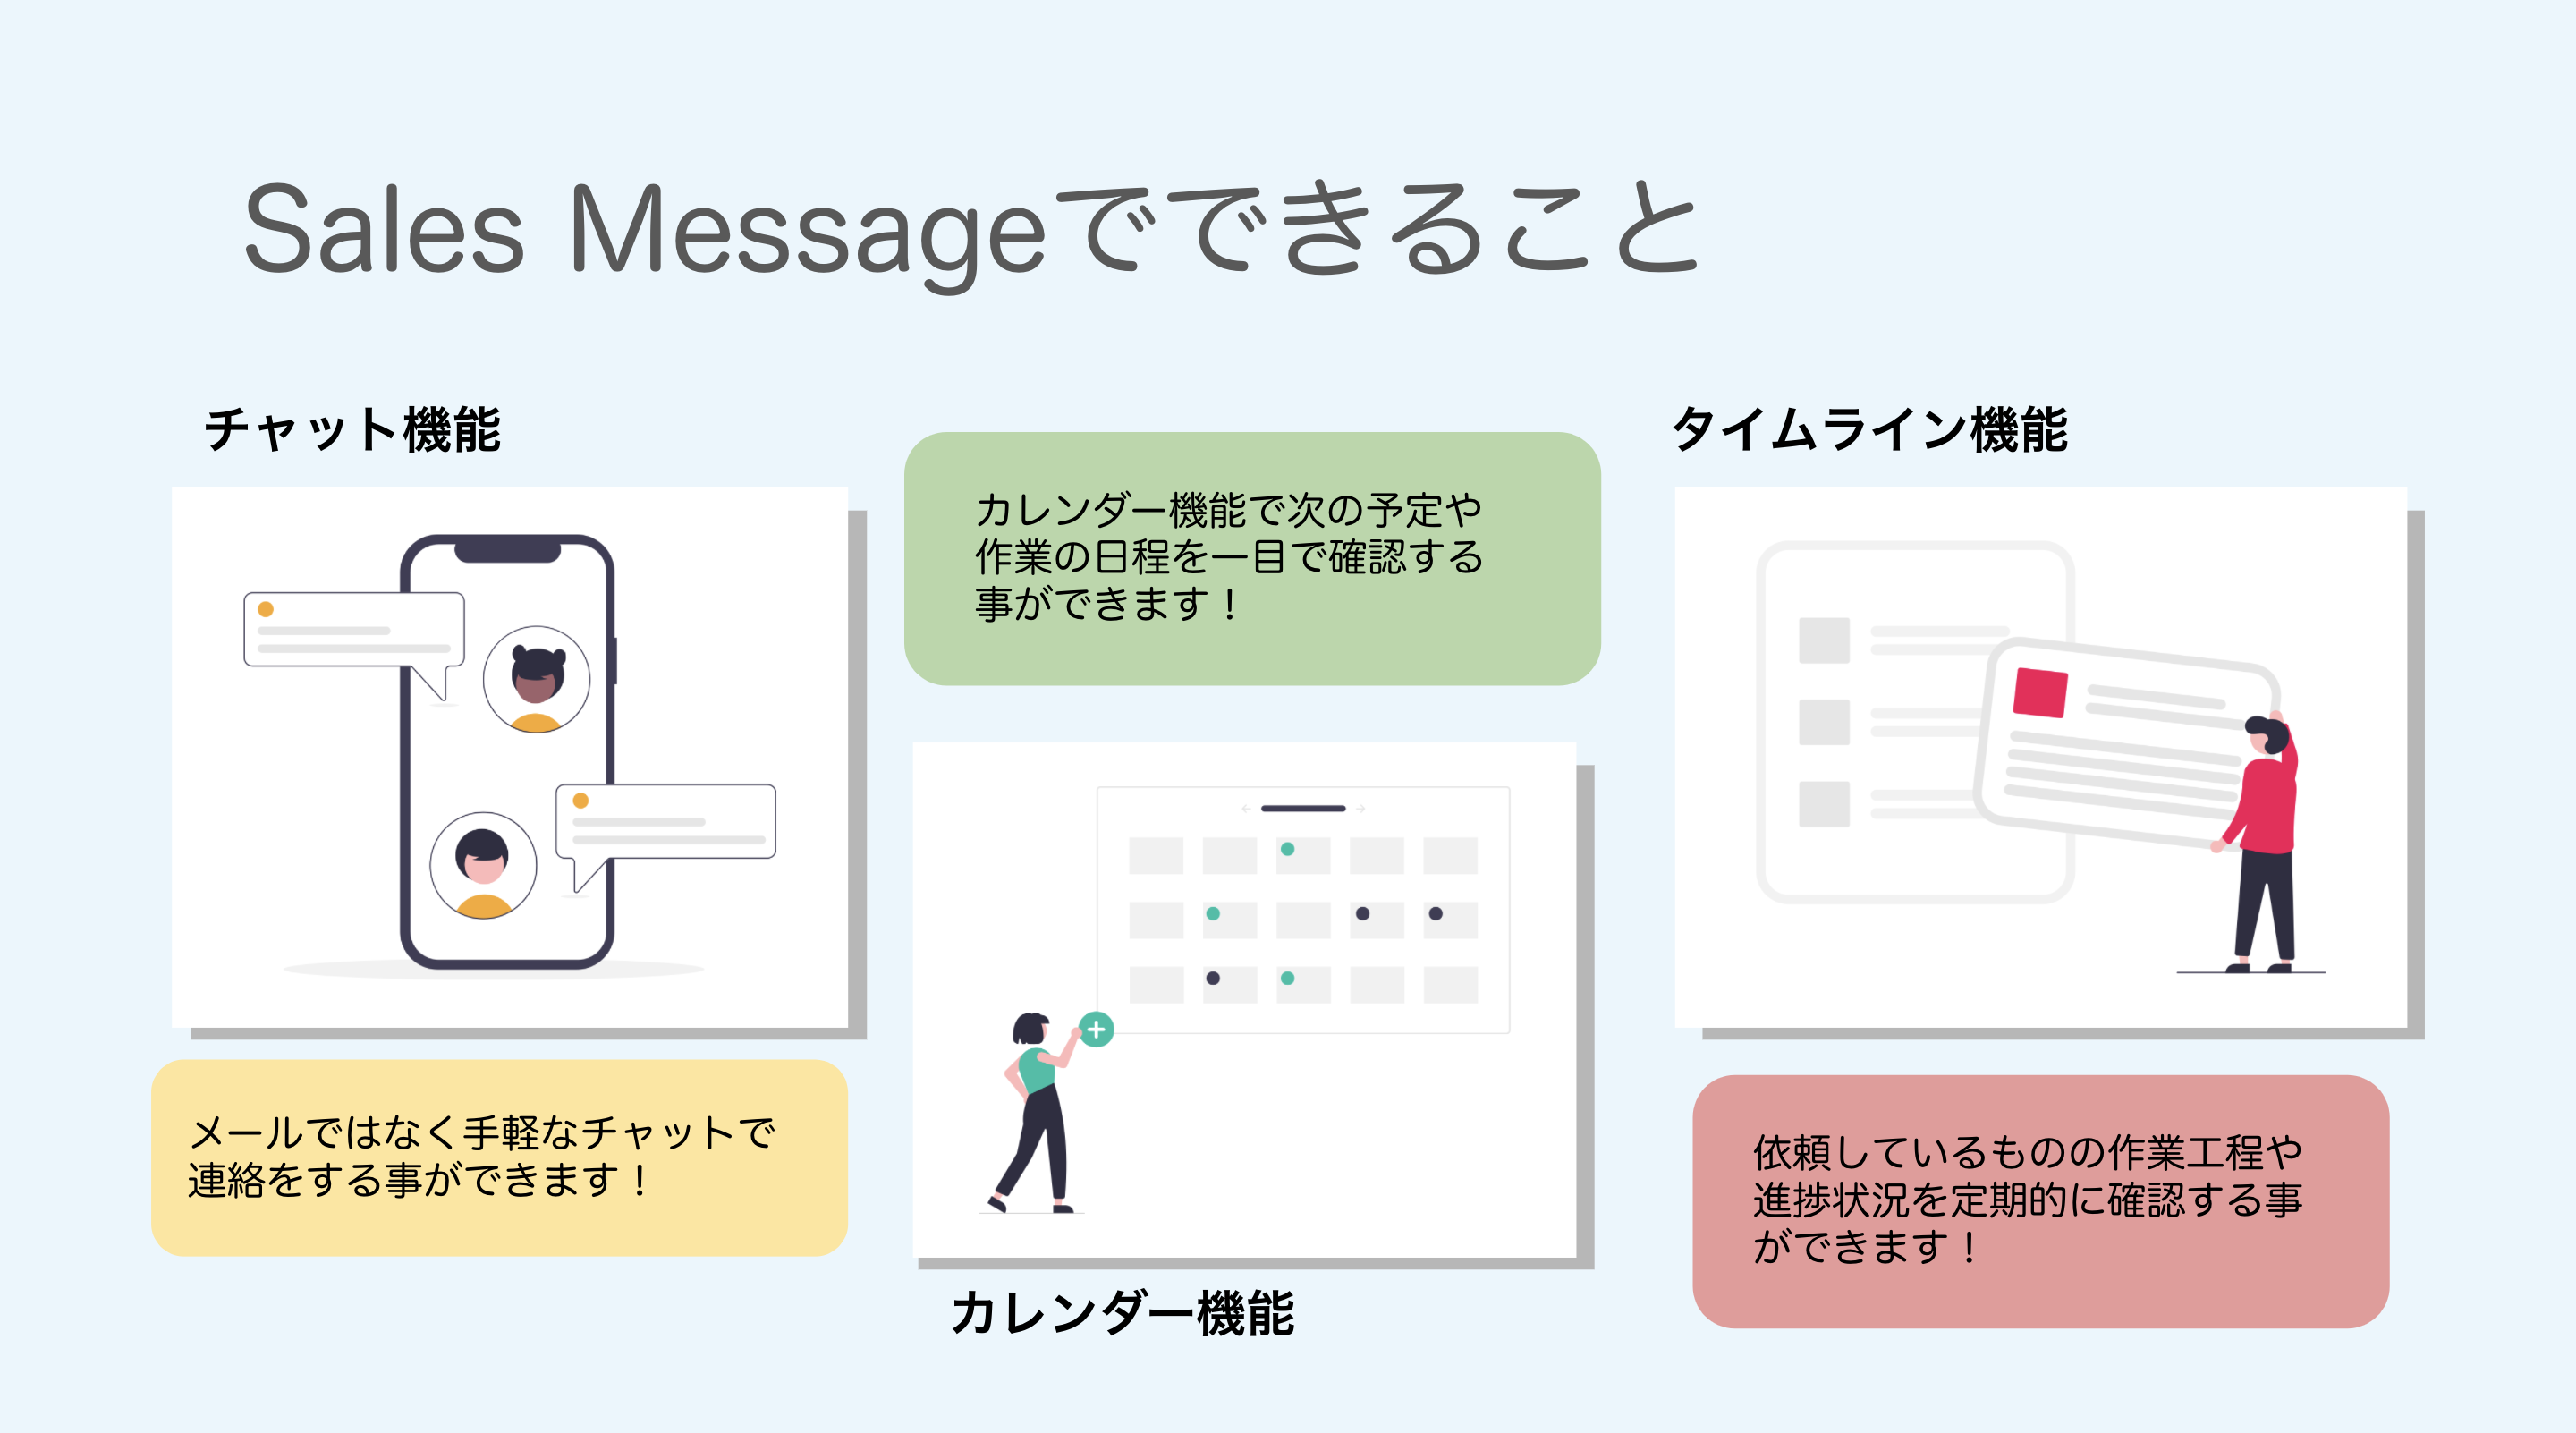 Sales Messageでできること
チャット機能
メールではなく手軽なチャットで
連絡をする事ができます！
カレンダー機能で次の予定や
作業の日程を一目で確認する
事ができます！
カレンダー機能
タイムライン機能
依頼しているものの作業工程や
進捗状況を定期的に確認する事
ができます！